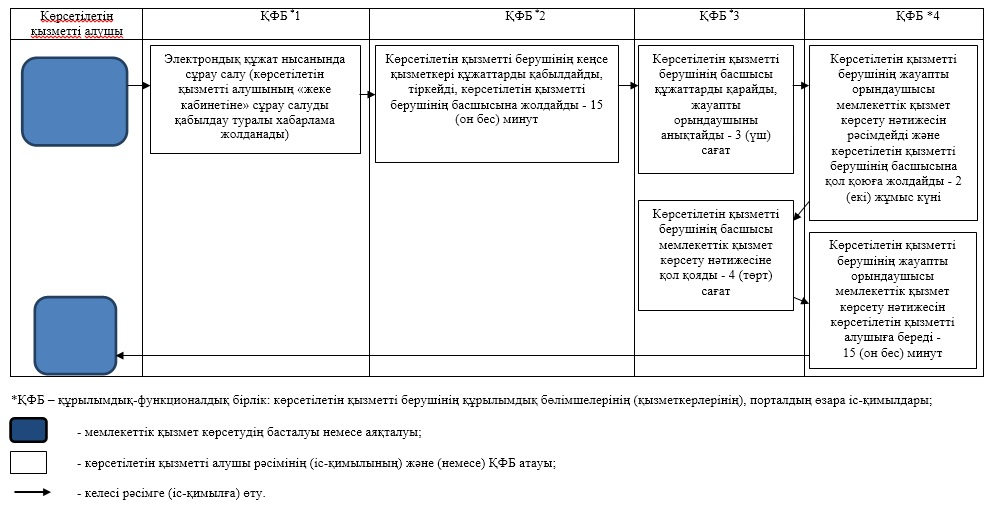 Көрсетілетін
қызметті алушы
ҚФБ *1
ҚФБ *2
ҚФБ *3
ҚФБ *4
Электрондық құжат нысанында
сұрау салу (көрсетілетін
қызметті алушының «жеке
кабинетіне» сұрау салуды
қабылдау туралы хабарлама
жолданады)
Көрсетілетін қызметті берушінің кеңсе
қызметкері құжаттарды қабылдайды,
тіркейді, көрсетілетін қызметті
берушінің басшысына жолдайды - 15
(он бес) минут
Көрсетілетін қызметті
берушінің басшысы
құжаттарды қарайды,
жауапты
орындаушыны
анықтайды - 3 (үш)
сағат
Көрсетілетін қызметті
берушінің жауапты
орындаушысы
мемлекеттік қызмет
көрсету нәтижесін
рәсімдейді және
көрсетілетін қызметті
берушінің басшысына
қол қоюға жолдайды - 2
(екі) жұмыс күні
Көрсетілетін қызметті
берушінің басшысы
мемлекеттік қызмет
көрсету нәтижесіне
қол қояды - 4 (төрт)
сағат
Көрсетілетін қызметті
берушінің жауапты
орындаушысы
мемлекеттік қызмет
көрсету нәтижесін
көрсетілетін қызметті
алушыға береді -
15 (он бес) минут
*ҚФБ – құрылымдық-функционалдық бірлік: көрсетілетін қызметті берушінің құрылымдық бөлімшелерінің (қызметкерлерінің), порталдың өзара іс-қимылдары;
- мемлекеттік қызмет көрсетудің басталуы немесе аяқталуы;
- көрсетілетін қызметті алушы рәсімінің (іс-қимылының) және (немесе) ҚФБ атауы;
- келесі рәсімге (іс-қимылға) өту.